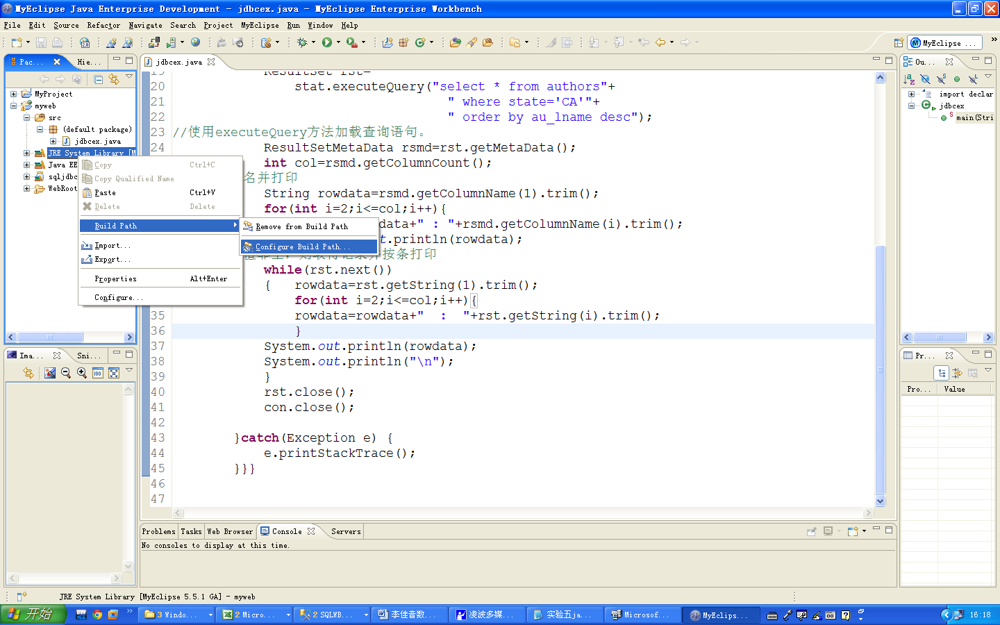 MyEclipse Java Enterprise Development - jdbcex.java - MyEclipse Enterprise Workbench
File Edit Source Refactor Navigate Search Project MyEclipse Run Window Help
MyEclipse ...
Pac... Hie...
MyProject
myweb
src
(default package)
jdbcex.java
JRE System Library [M
Java EE
sqljdbc
WebRoot
Copy Ctrl+C
Copy Qualified Name
Paste Ctrl+V
Delete Delete
Build Path
Import...
Export...
Properties Alt+Enter
Configure...
Remove from Build Path
Configure Build Path...
jdbcex.java
19 ResultSet rst=
20 stat.executeQuery("select * from authors"+
21 " where state='CA'"+
22 " order by au_lname desc");
23 //使用executeQuery方法加载查询语句。
24 ResultSetMetaData rsmd=rst.getMetaData();
int col=rsmd.getColumnCount();
名并打印
String rowdata=rsmd.getColumnName(1).trim();
for(int i=2;i<=col;i++){
data+" : "+rsmd.getColumnName(i).trim();
t.println(rowdata);
while(rst.next())
{ rowdata=rst.getString(1).trim();
for(int i=2;i<=col;i++){
35 rowdata=rowdata+" : "+rst.getString(i).trim();
36 }
37 System.out.println(rowdata);
38 System.out.println("\n");
39 }
40 rst.close();
41 con.close();
42
43 }catch(Exception e) {
44 e.printStackTrace();
45 }}}
46
47
Ou...
import declar
jdbcex
main(Stri
Ima... Sni...
Pr...
Pro... Value
Problems Tasks Web Browser Console Servers
No consoles to display at this time.
JRE System Library [MyEclipse 5.5.1 GA] - myweb
开始 3 Windo... 2 Micro... 2 SQLWB... 李佳音数... 凌波多媒... 实验五ja... Microsof... MyEclips... 16:18